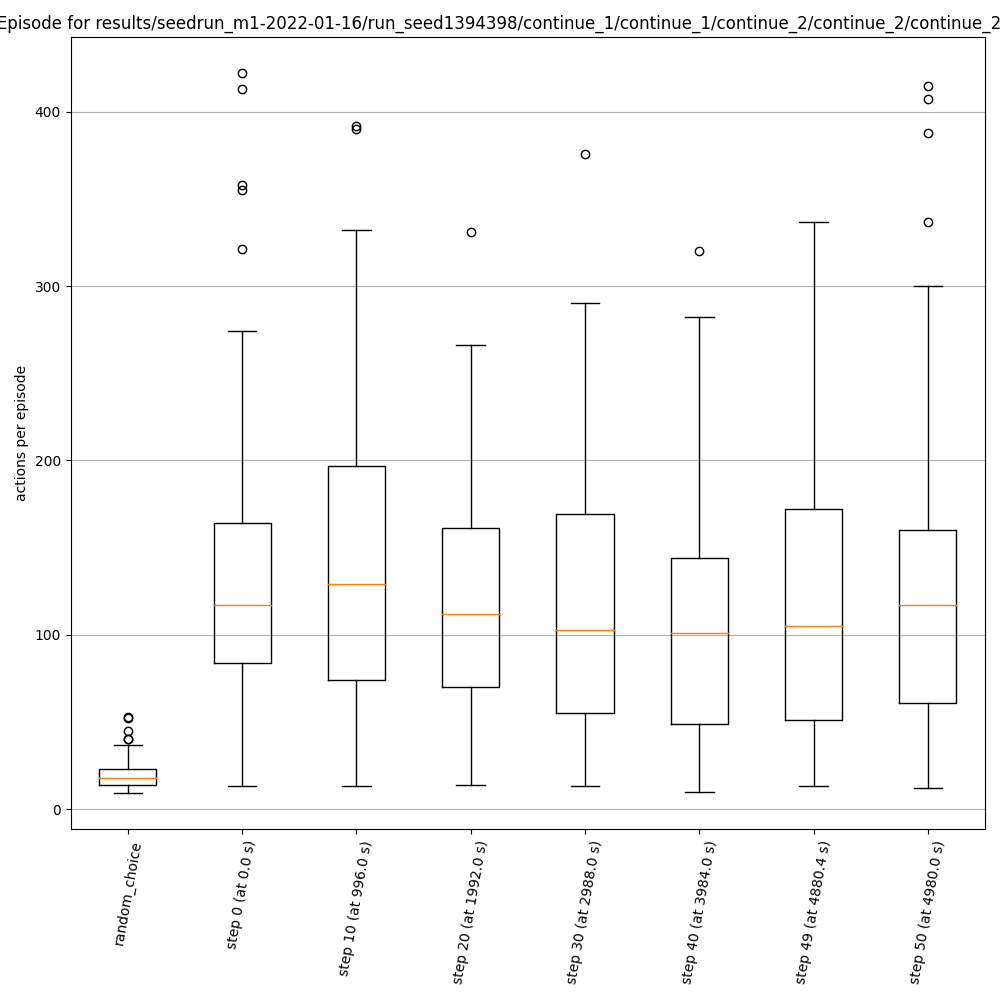 Episode for results/seedrun_m1-2022-01-16/run_seed1394398/continue_1/continue_1/continue_2/continue_2/continue_2
400
300
200
100
0
actions per episode
random_choice
step 0 (at 0.0 s)
step 10 (at 996.0 s)
step 20 (at 1992.0 s)
step 30 (at 2988.0 s)
step 40 (at 3984.0 s)
step 49 (at 4880.4 s)
step 50 (at 4980.0 s)